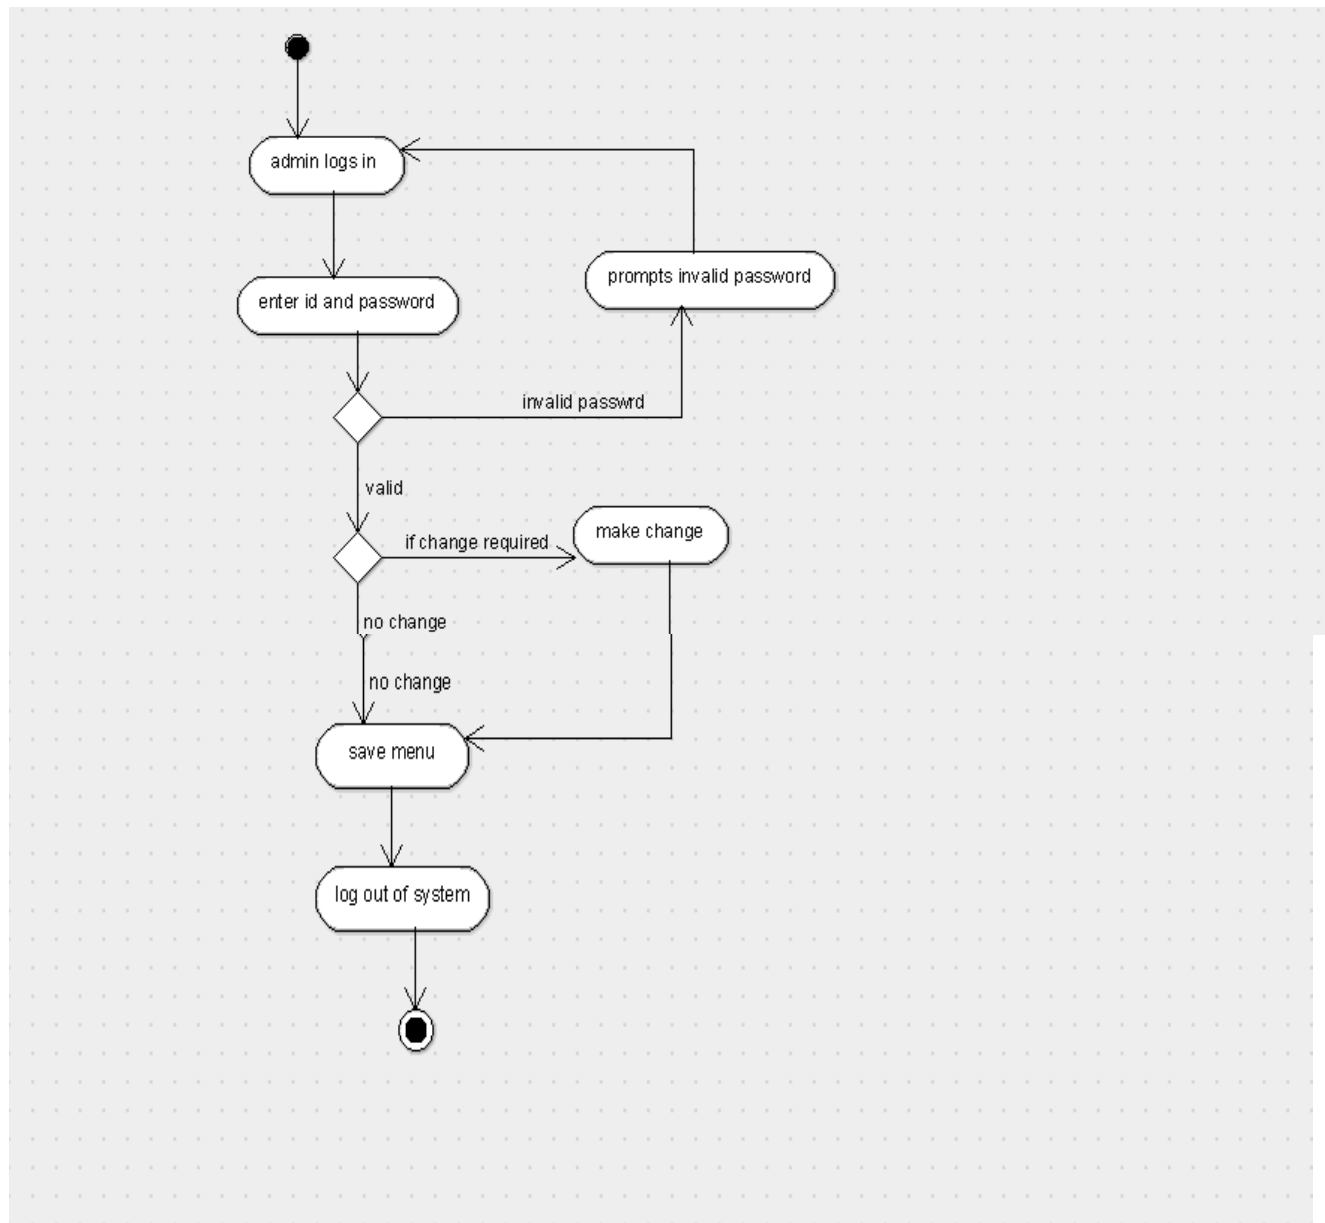 admin logs in
prompts invalid password
enter id and password
invalid passwrd
valid
make change
if change required
no change
no change
save menu
log out of system